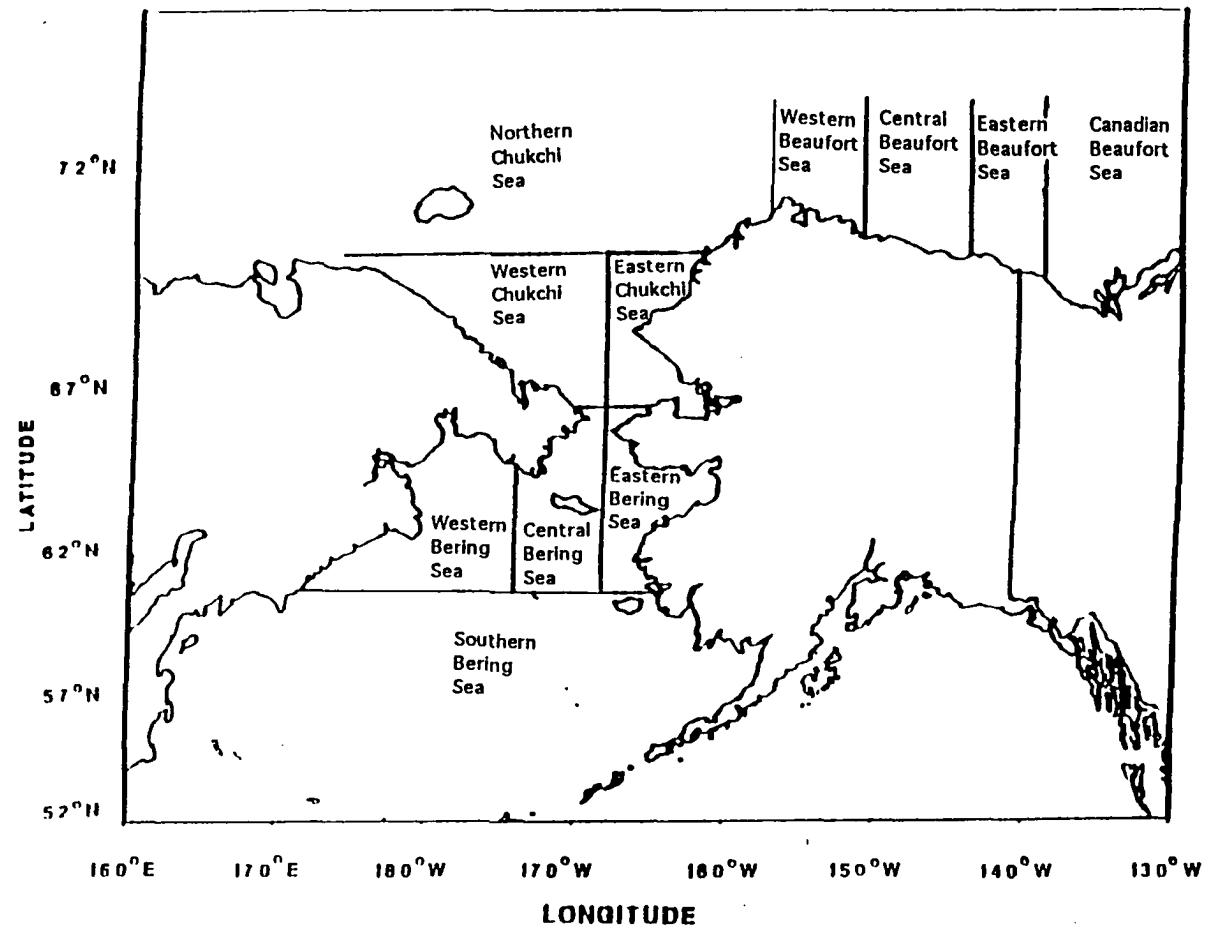 Northern
Chukchi
Sea
Western
Beaufort
Sea
Central
Beaufort
Sea
Eastern
Beaufort
Sea
Canadian
Beaufort
Sea
72°N
Western
Chukchi
Sea
Eastern
Chukchi
Sea
67°N
LATITUDE
Eastern
Bering
Sea
Western
Bering
Sea
Central
Bering
Sea
62°N
Southern
Bering
Sea
57°N
52°N
160°E 170°E 180°W 170°W 160°W 150°W 140°W 130°W
LONGITUDE